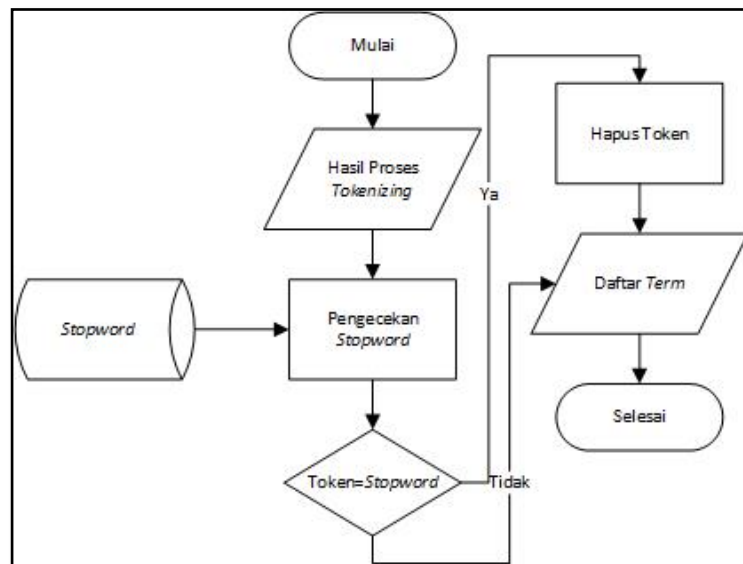 Mulai
Hasil Proses
Tokenizing
Stopword
Pengecekan
Stopword
Token=Stopword
Ya
Tidak
Hapus Token
Daftar Term
Selesai